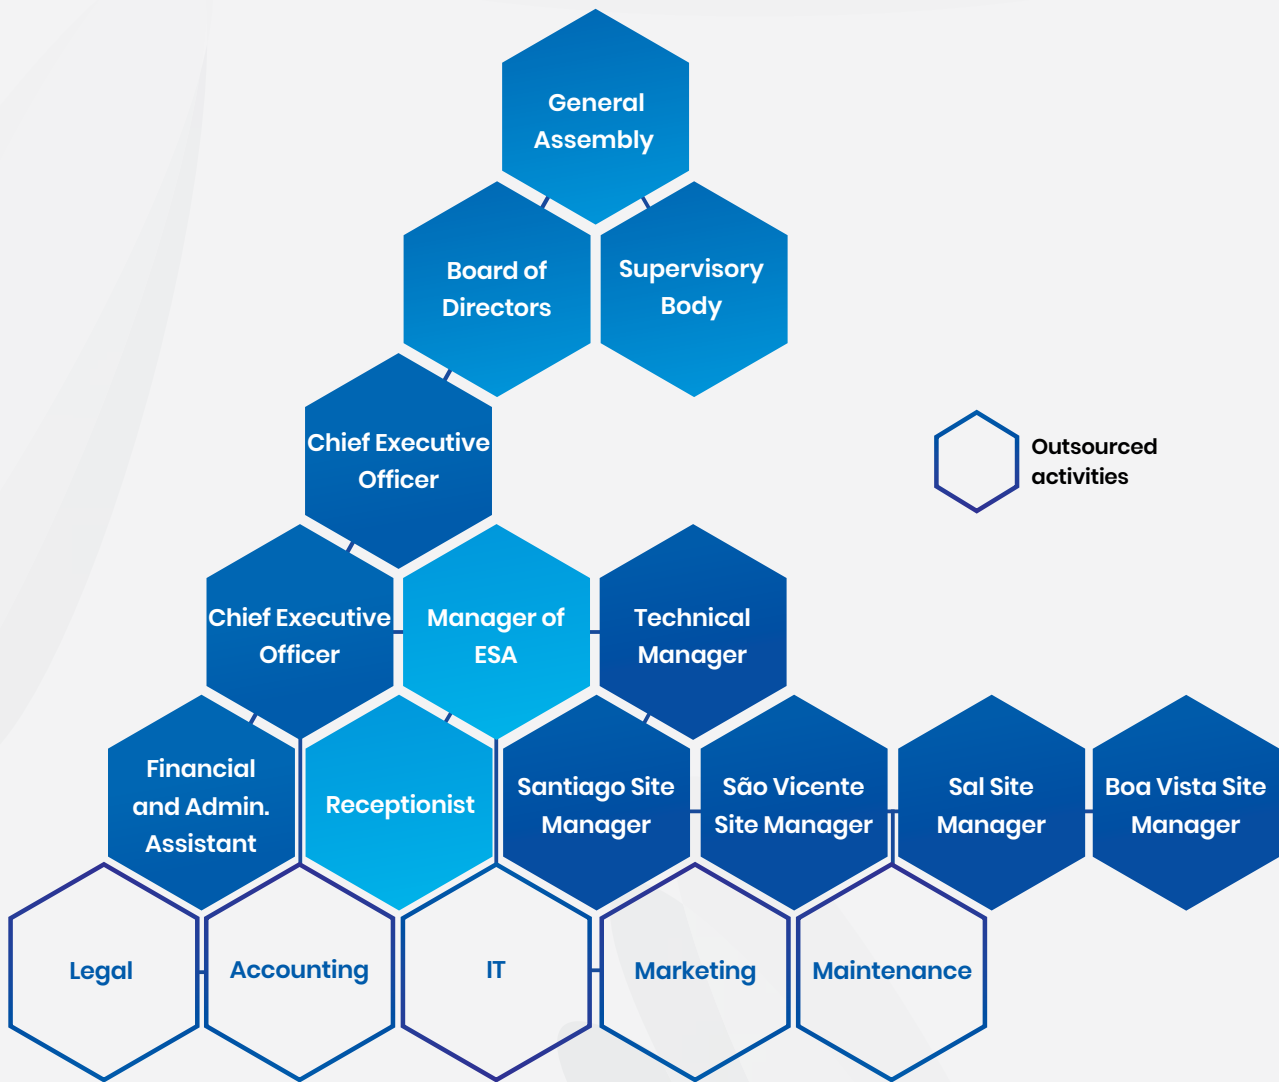 General
Assembly
Board of
Directors
Supervisory
Body
Chief Executive
Officer
Outsourced
activities
Chief Executive
Officer
Manager of
ESA
Technical
Manager
Financial
and Admin.
Assistant
Receptionist
Santiago Site
Manager
São Vicente
Site Manager
Sal Site
Manager
Boa Vista Site
Manager
Legal
Accounting
IT
Marketing
Maintenance